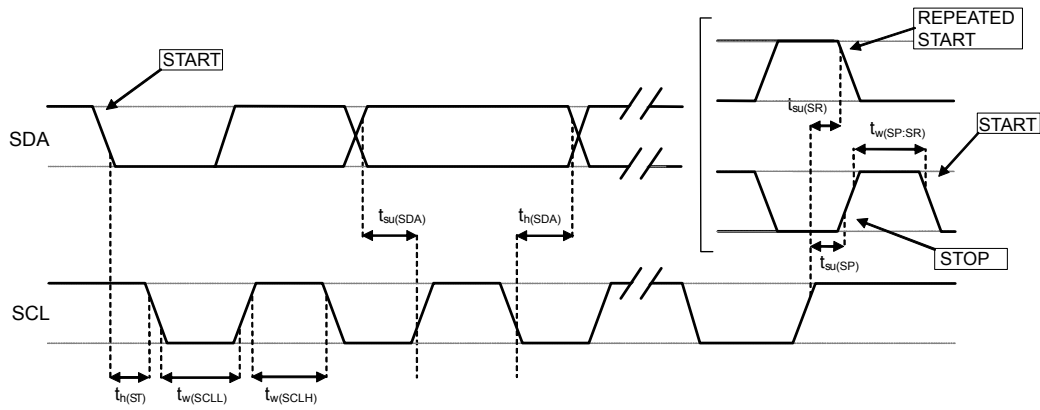 REPEATED
START
START
tsu(SR)
SDA
tw(SP:SR)
START
tsu(SDA)
th(SDA)
tsu(SP)
STOP
SCL
th(ST)
tw(SCLL)
tw(SCLH)